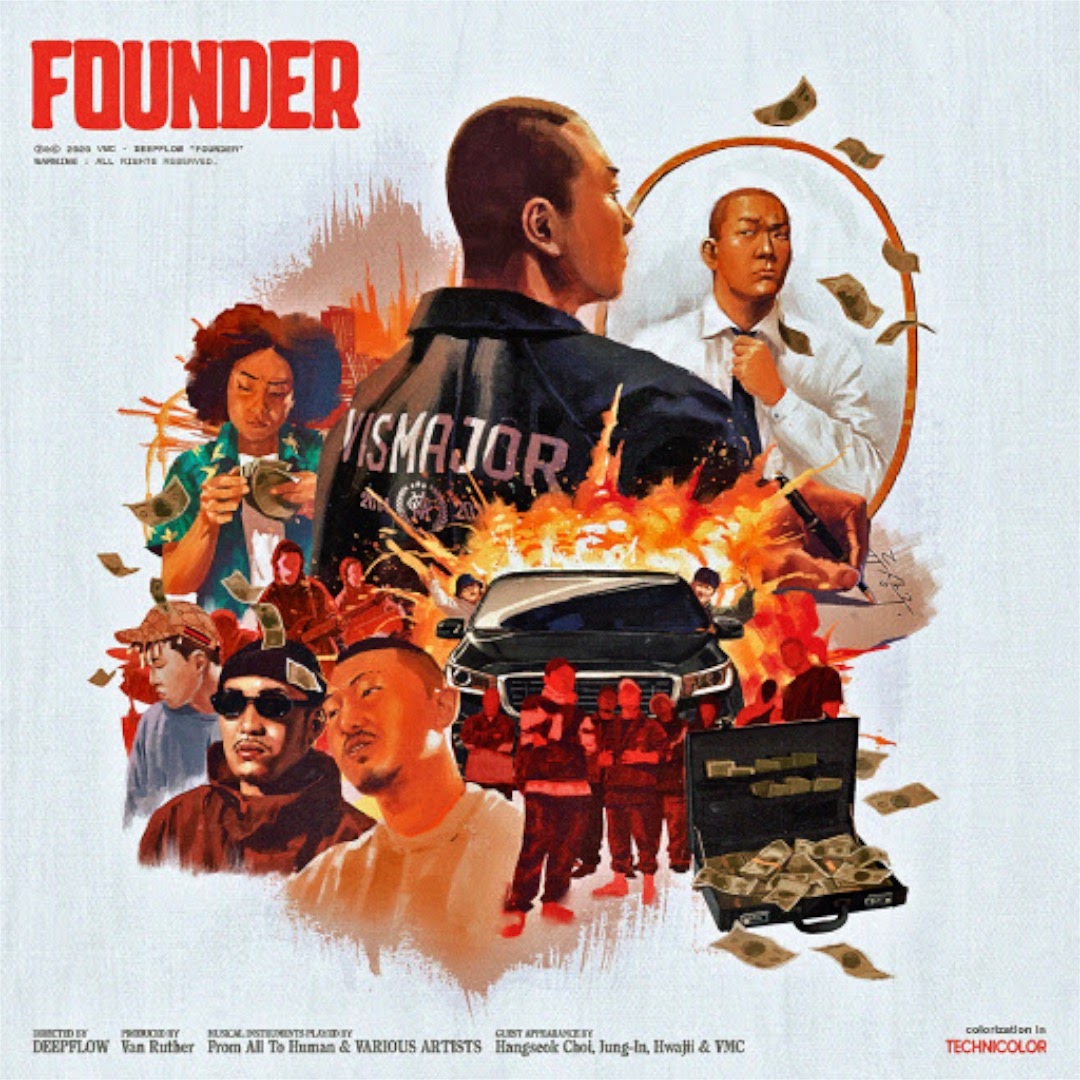 FOUNDER
2020 VMC - DEEPFLOW "FOUNDER"
WARNING : ALL RIGHTS RESERVED.
VISMAJOR
DIRECTED BY
DEEPFLOW
PRODUCED BY
Van Ruther
MUSICAL INSTRUMENTS PLAYED BY
From All To Human & VARIOUS ARTISTS
GUEST APPEARANCE BY
Hangseok Choi, Jung-In, Hwaji & VMC
colorization in
TECHNICOLOR